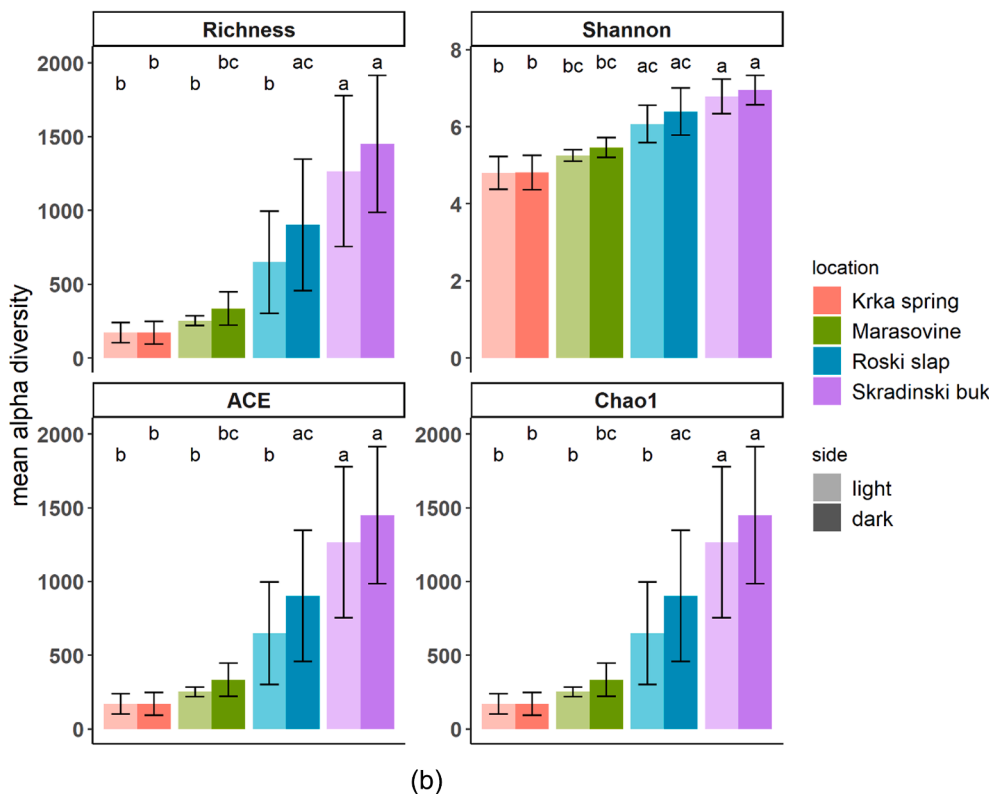 Richness
Shannon
mean alpha diversity
2000
1500
1000
500
0
b b b bc b ac a a
8
6
4
2
0
b b bc bc ac ac a a
ACE
Chao1
2000
1500
1000
500
0
b b b bc b ac a a
2000
1500
1000
500
0
b b b bc b ac a a
location
Krka spring
Marasovine
Roski slap
Skradinski buk
side
light
dark
(b)